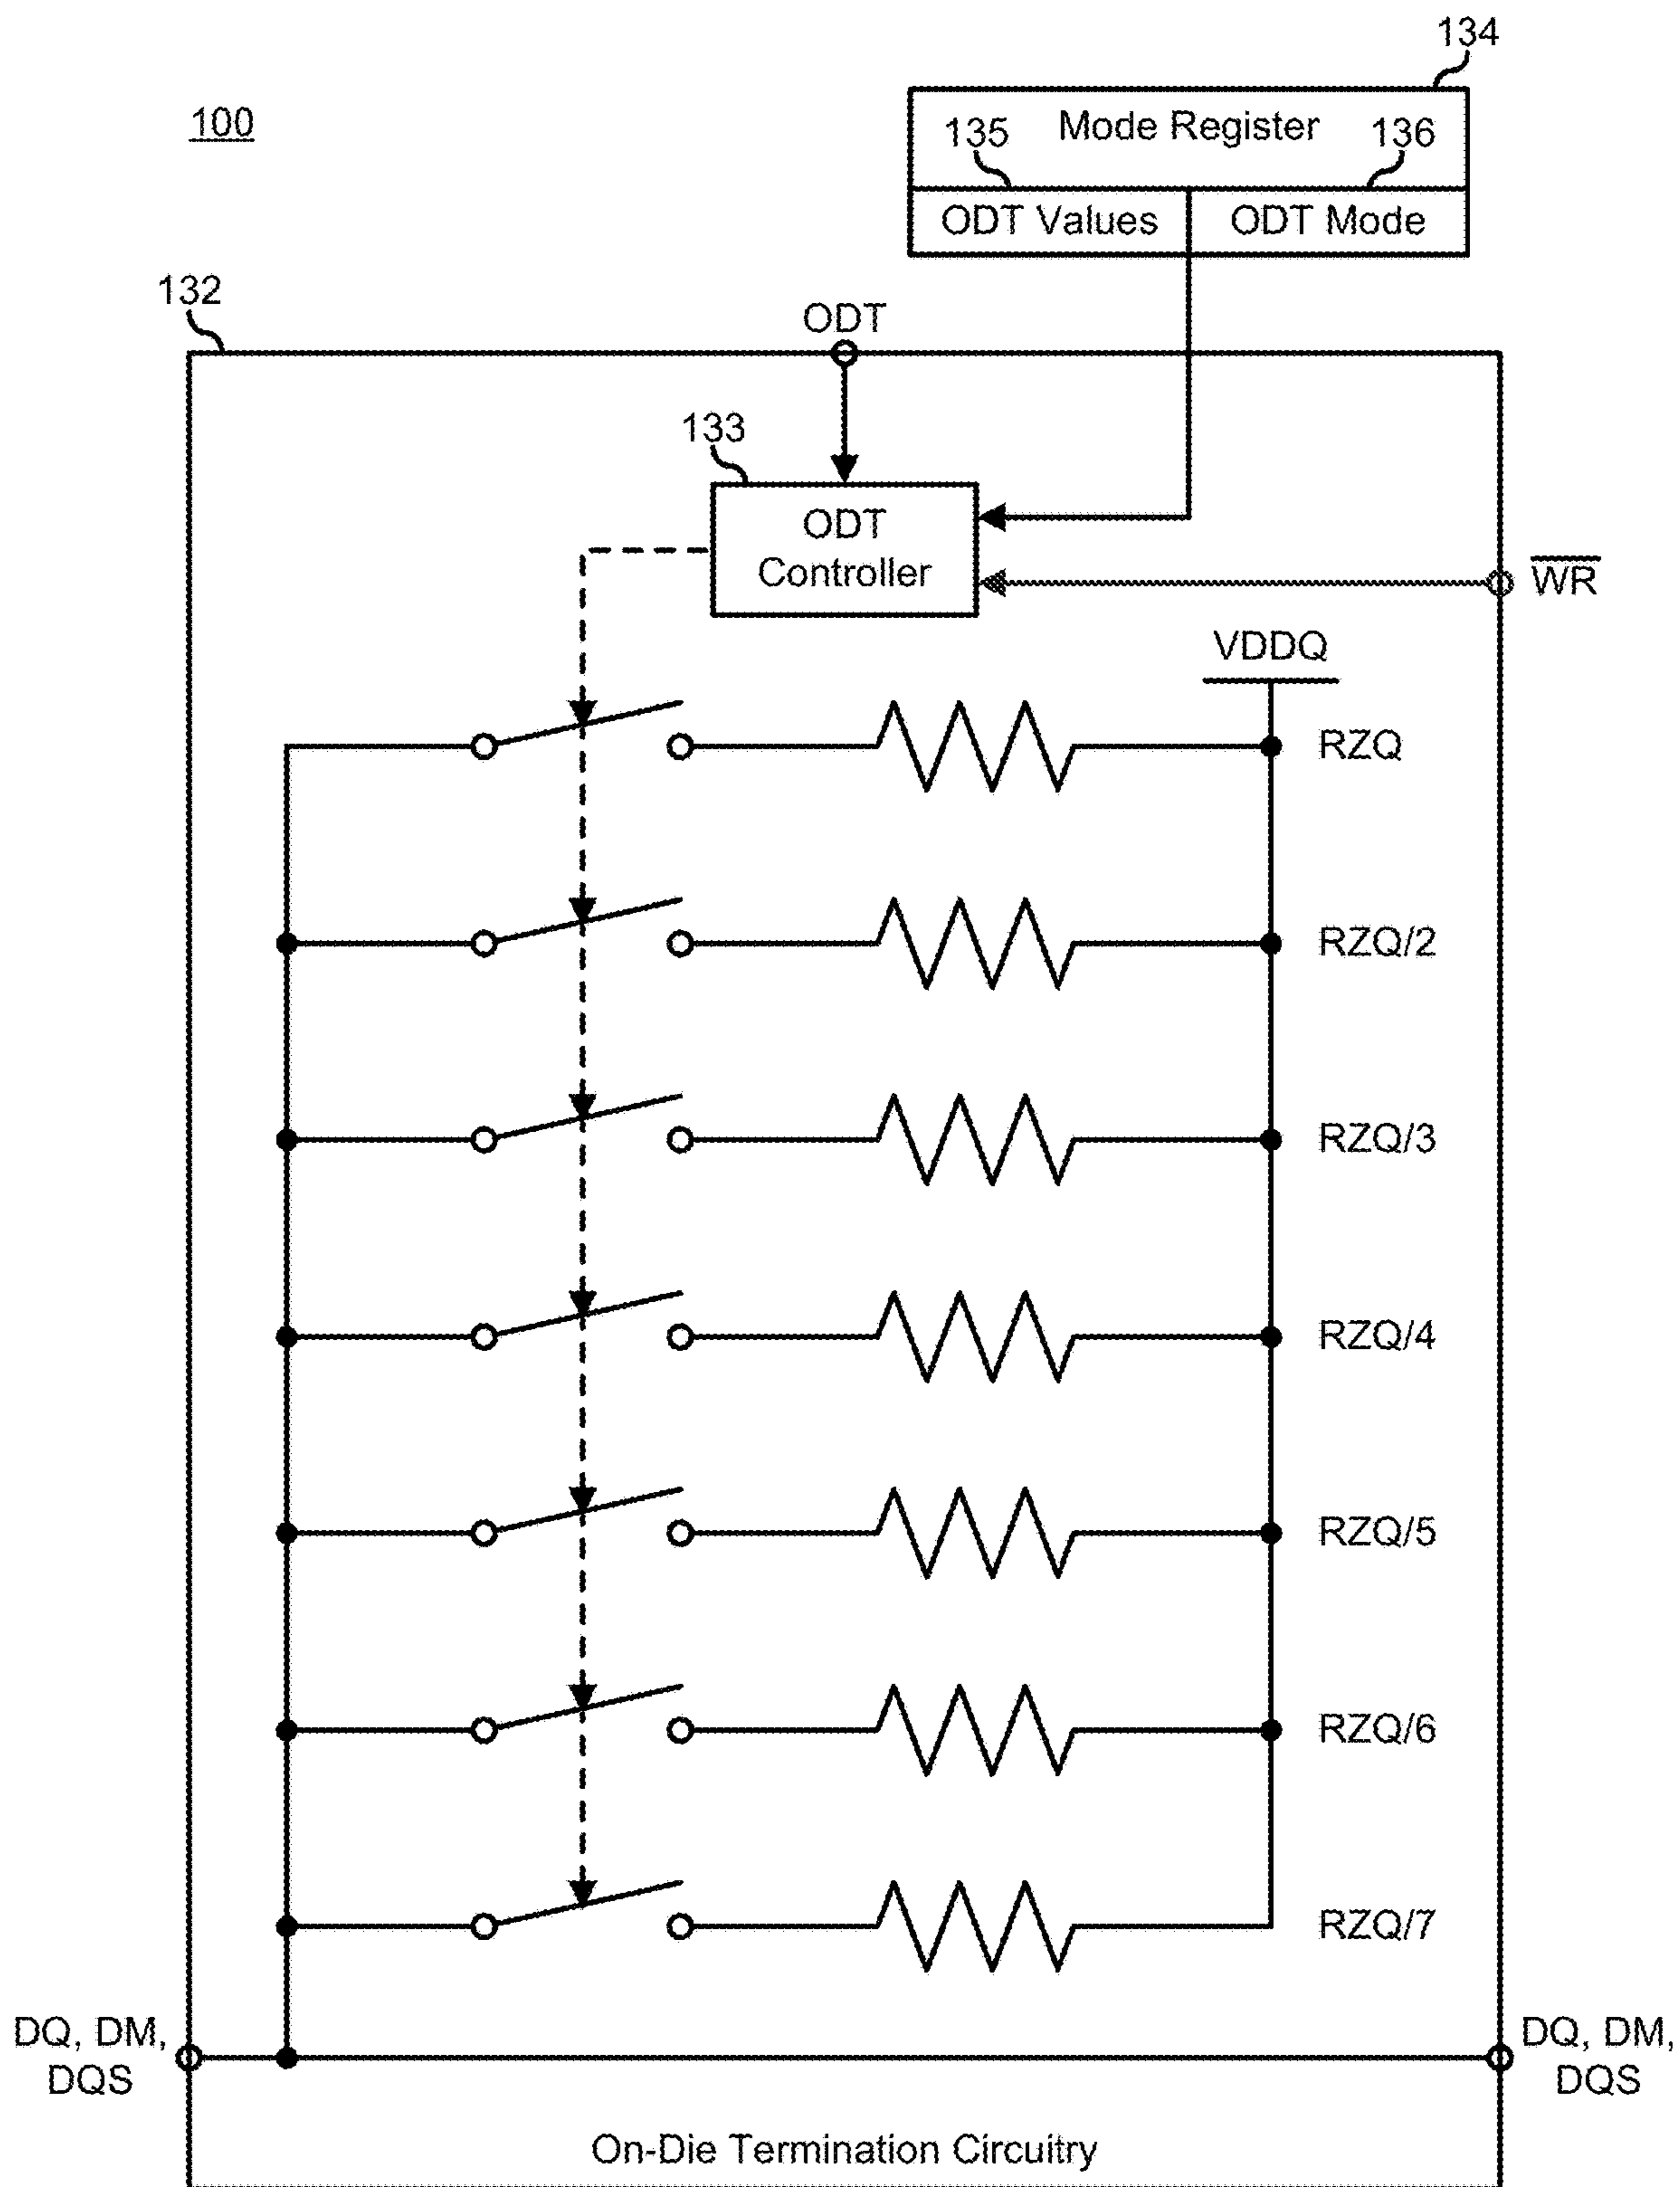 134
100
135 Mode Register 136
ODT Values ODT Mode
132
ODT
133
ODT
Controller
WR
VDDQ
RZQ
RZQ/2
RZQ/3
RZQ/4
RZQ/5
RZQ/6
RZQ/7
DQ, DM,
DQS
DQ, DM,
DQS
On-Die Termination Circuitry